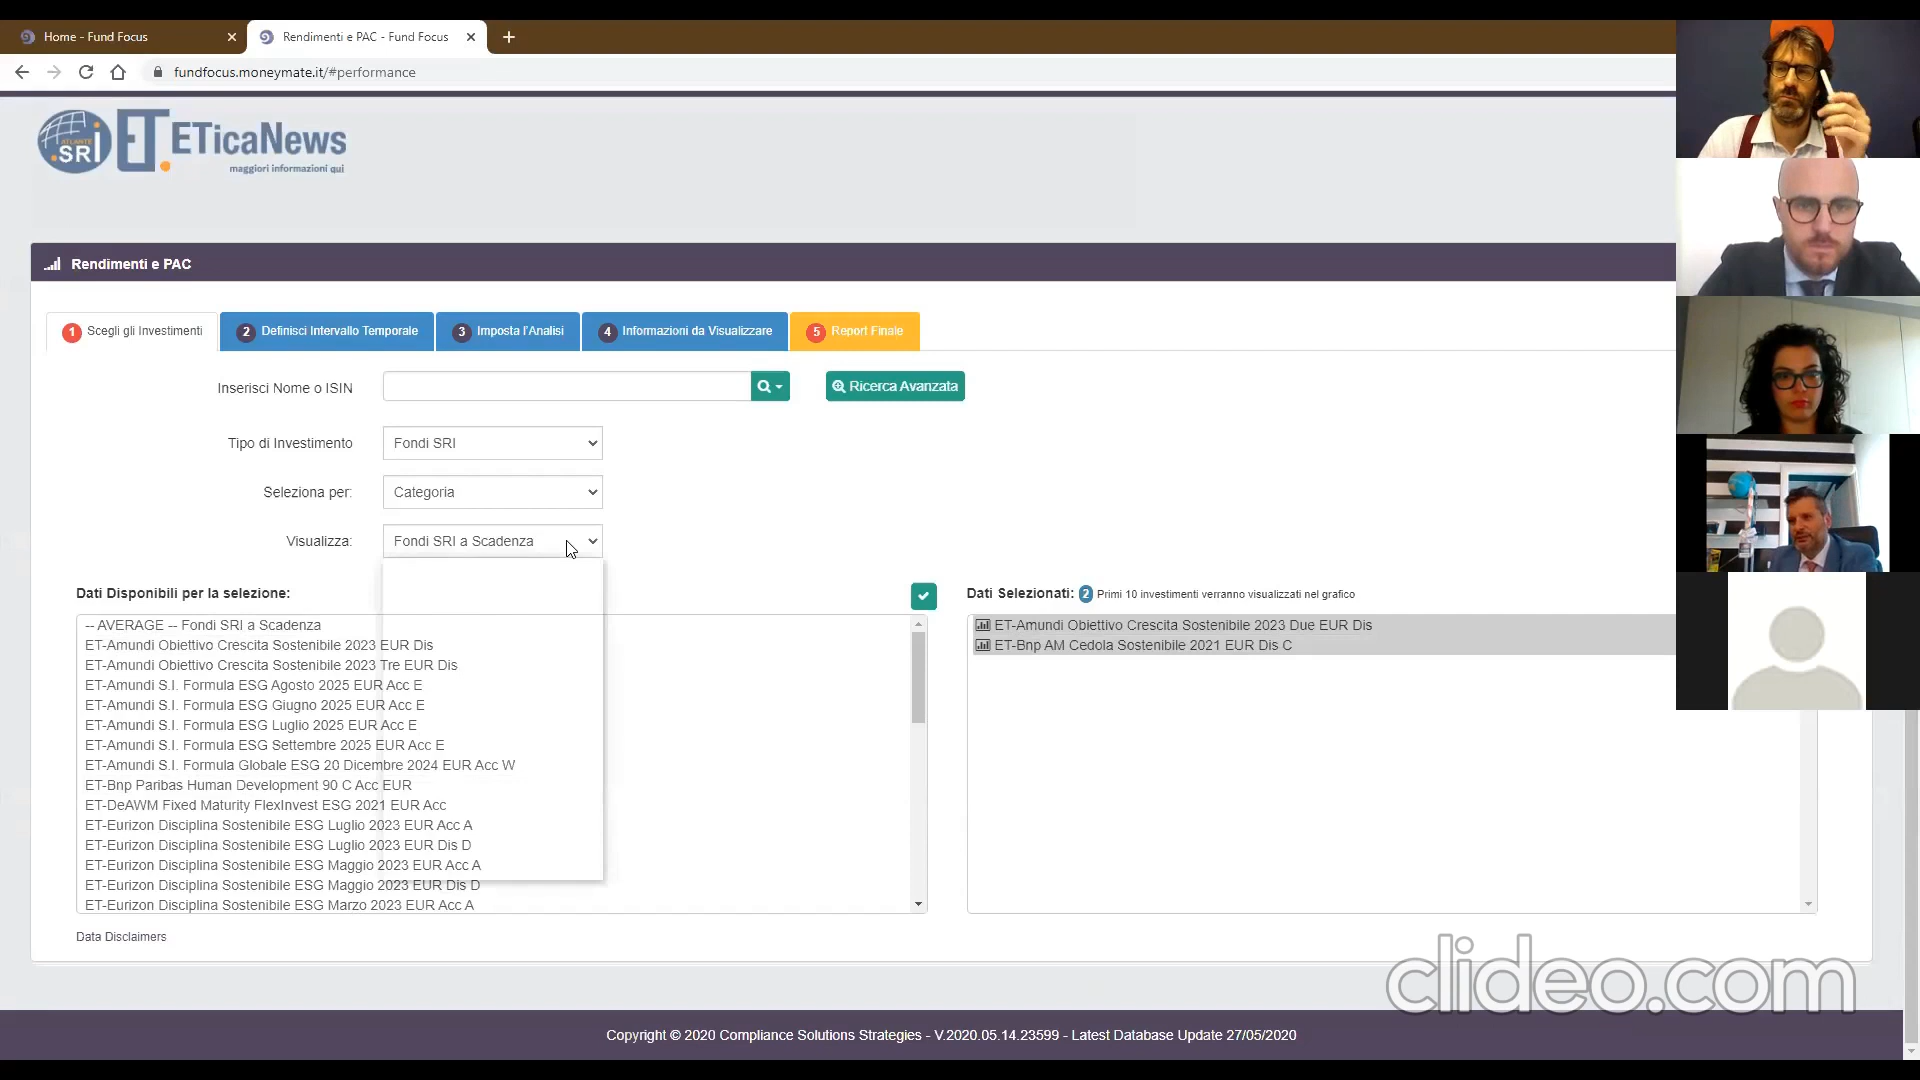 Home - Fund Focus
Rendimenti e PAC - Fund Focus
fundfocus.moneymate.it/#performance
ATLANTE
.SRI ET. ETicaNews
maggiori informazioni qui
Rendimenti e PAC
1 Scegli gli Investimenti
2 Definisci Intervallo Temporale
3 Imposta l'Analisi
4 Informazioni da Visualizzare
5 Report Finale
Inserisci Nome o ISIN
Ricerca Avanzata
Tipo di Investimento
Fondi SRI
Seleziona per:
Categoria
Visualizza:
Fondi SRI a Scadenza
Dati Disponibili per la selezione:
-- AVERAGE -- Fondi SRI a Scadenza
ET-Amundi Obiettivo Crescita Sostenibile 2023 EUR Dis
ET-Amundi Obiettivo Crescita Sostenibile 2023 Tre EUR Dis
ET-Amundi S.I. Formula ESG Agosto 2025 EUR Acc E
ET-Amundi S.I. Formula ESG Giugno 2025 EUR Acc E
ET-Amundi S.I. Formula ESG Luglio 2025 EUR Acc E
ET-Amundi S.I. Formula ESG Settembre 2025 EUR Acc E
ET-Amundi S.I. Formula Globale ESG 20 Dicembre 2024 EUR Acc W
ET-Bnp Paribas Human Development 90 C Acc EUR
ET-DeAWM Fixed Maturity FlexInvest ESG 2021 EUR Acc
ET-Eurizon Disciplina Sostenibile ESG Luglio 2023 EUR Acc A
ET-Eurizon Disciplina Sostenibile ESG Luglio 2023 EUR Dis D
ET-Eurizon Disciplina Sostenibile ESG Maggio 2023 EUR Acc A
ET-Eurizon Disciplina Sostenibile ESG Maggio 2023 EUR Dis D
ET-Eurizon Disciplina Sostenibile ESG Marzo 2023 EUR Acc A
Dati Selezionati: 2 Primi 10 investimenti verranno visualizzati nel grafico
ET-Amundi Obiettivo Crescita Sostenibile 2023 Due EUR Dis
ET-Bnp AM Cedola Sostenibile 2021 EUR Dis C
Data Disclaimers
clideo.com
Copyright © 2020 Compliance Solutions Strategies - V.2020.05.14.23599 - Latest Database Update 27/05/2020